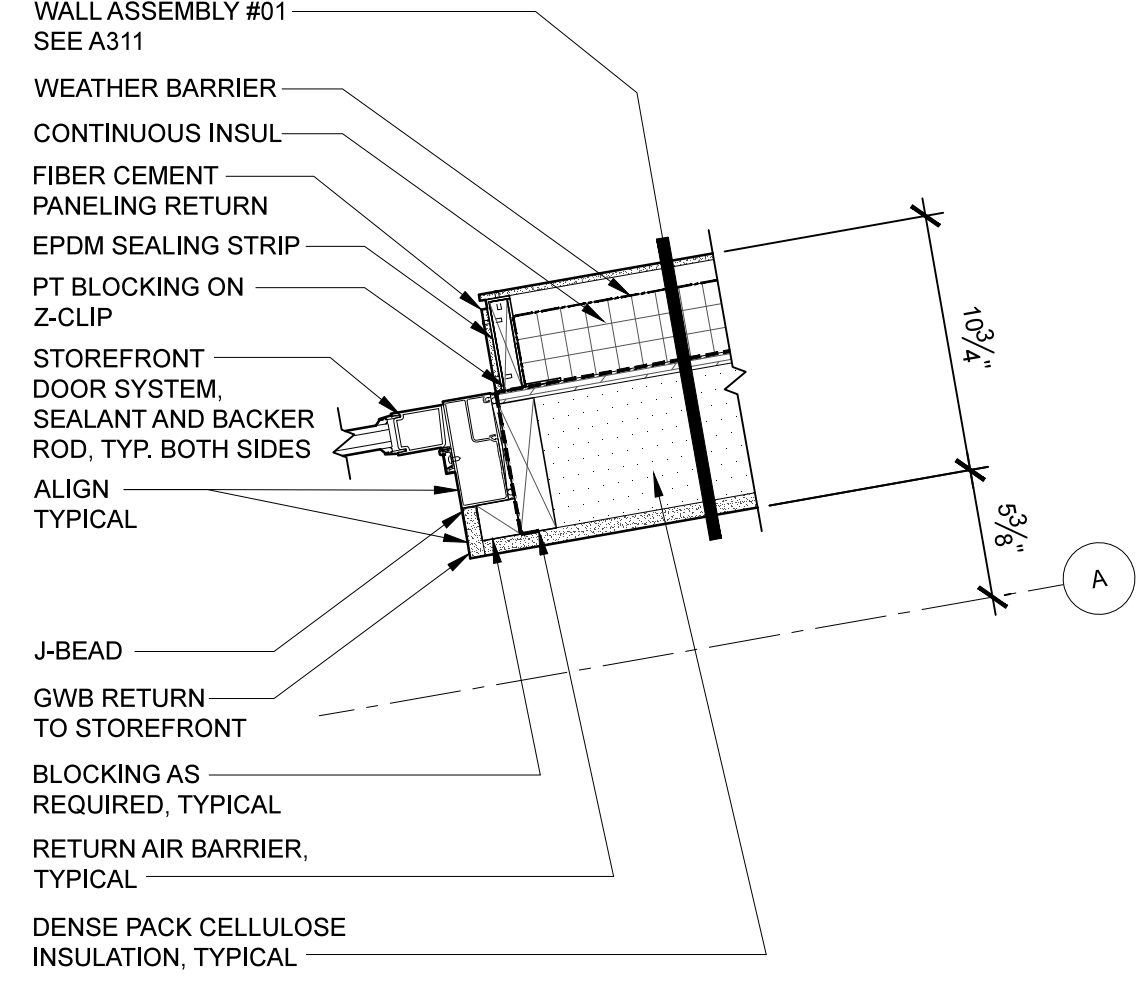 WALL ASSEMBLY #01
SEE A311
WEATHER BARRIER
CONTINUOUS INSUL
FIBER CEMENT
PANELING RETURN
EPDM SEALING STRIP
PT BLOCKING ON
Z-CLIP
STOREFRONT
DOOR SYSTEM,
SEALANT AND BACKER
ROD, TYP. BOTH SIDES
ALIGN
TYPICAL
J-BEAD
GWB RETURN
TO STOREFRONT
BLOCKING AS
REQUIRED, TYPICAL
RETURN AIR BARRIER,
TYPICAL
DENSE PACK CELLULOSE
INSULATION, TYPICAL
10 3/4"
5 3/8"
A